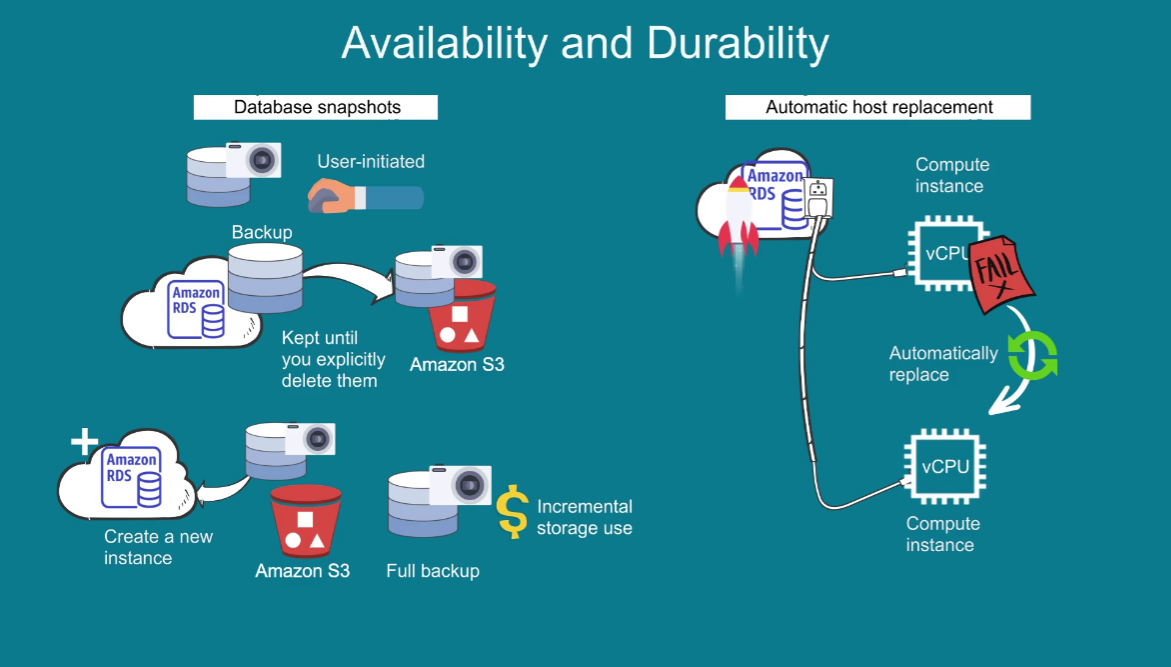 Availability and Durability
Database snapshots
User-initiated
Backup
Amazon
RDS
Kept until
you explicitly
delete them
Amazon S3
+
Amazon
RDS
Create a new
instance
Amazon S3
Full backup
$
Incremental
storage use
Automatic host replacement
Amazon
RDS
Compute
instance
vCPU
FAIL
X
Automatically
replace
vCPU
Compute
instance